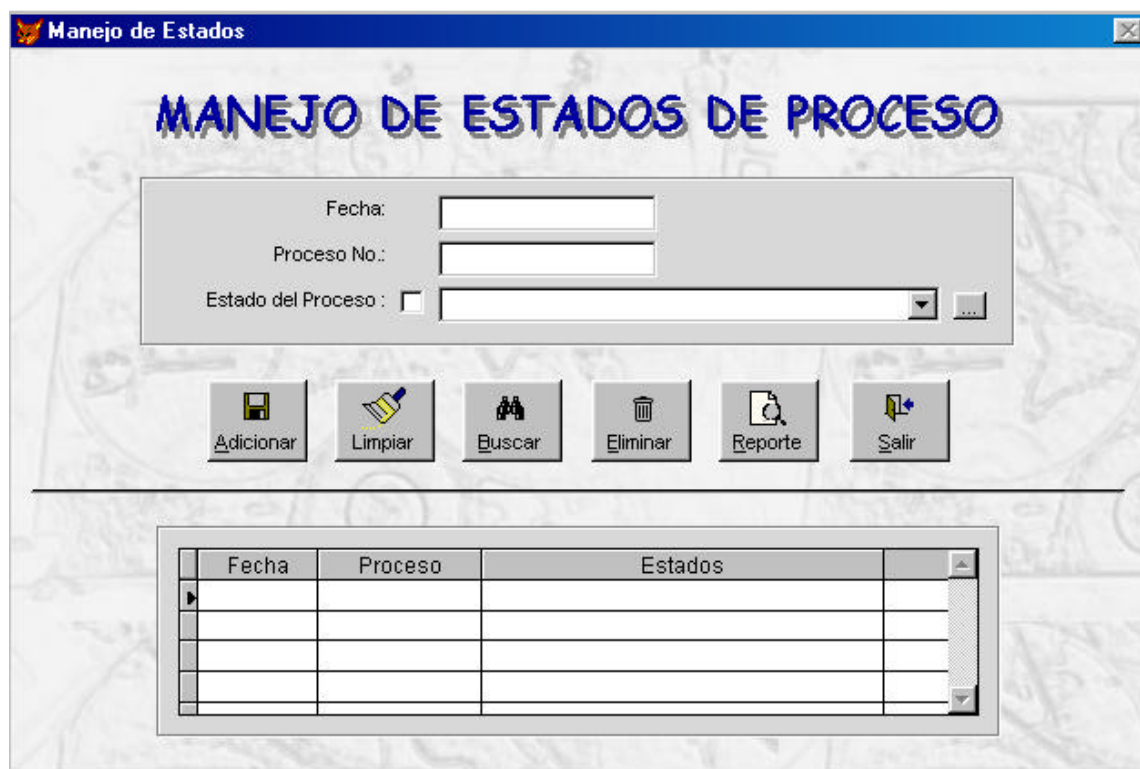 Manejo de Estados
MANEJO DE ESTADOS DE PROCESO
Fecha:
Proceso No.:
Estado del Proceso :
...
Adicionar Limpiar Buscar Eliminar Reporte Salir
Fecha Proceso Estados